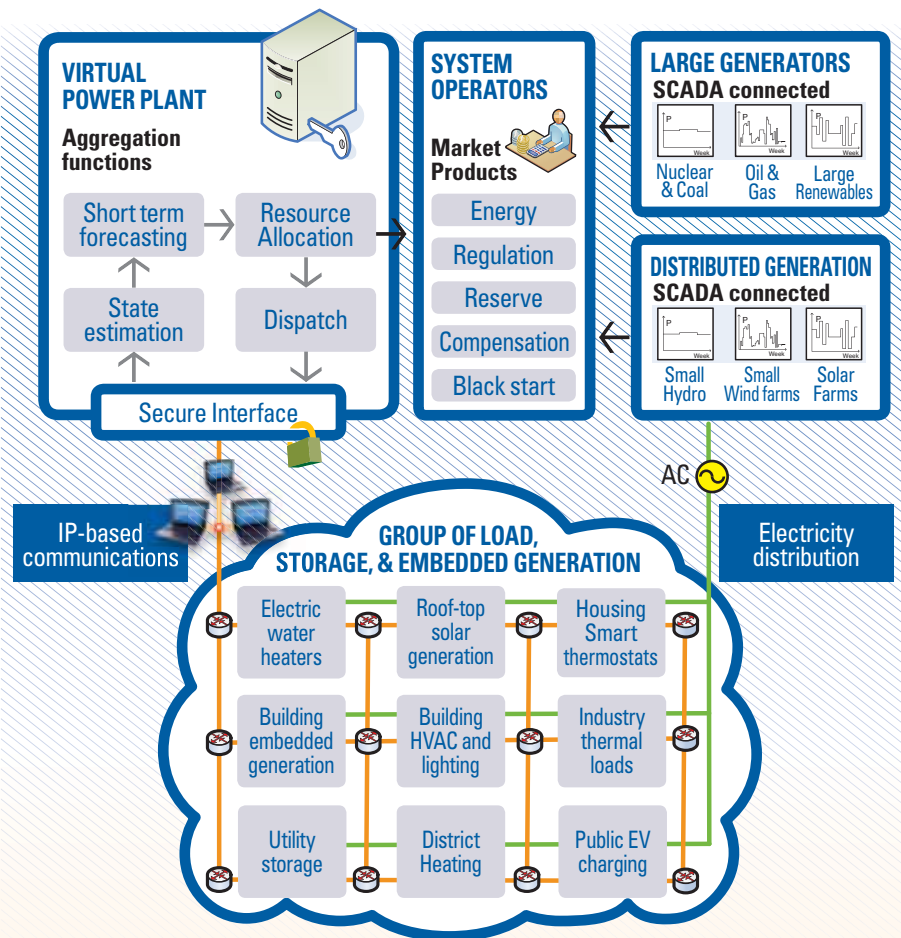 VIRTUAL
POWER PLANT
Aggregation
functions
Short term
forecasting
Resource
Allocation
State
estimation
Dispatch
Secure Interface
SYSTEM
OPERATORS
Market
Products
Energy
Regulation
Reserve
Compensation
Black start
LARGE GENERATORS
SCADA connected
P
Week
P
Week
P
Week
Nuclear
& Coal
Oil &
Gas
Large
Renewables
DISTRIBUTED GENERATION
SCADA connected
P
Week
P
Week
P
Week
Small
Hydro
Small
Wind farms
Solar
Farms
AC
IP-based
communications
Electricity
distribution
GROUP OF LOAD,
STORAGE, & EMBEDDED GENERATION
Electric
water
heaters
Roof-top
solar
generation
Housing
Smart
thermostats
Building
embedded
generation
Building
HVAC and
lighting
Industry
thermal
loads
Utility
storage
District
Heating
Public EV
charging